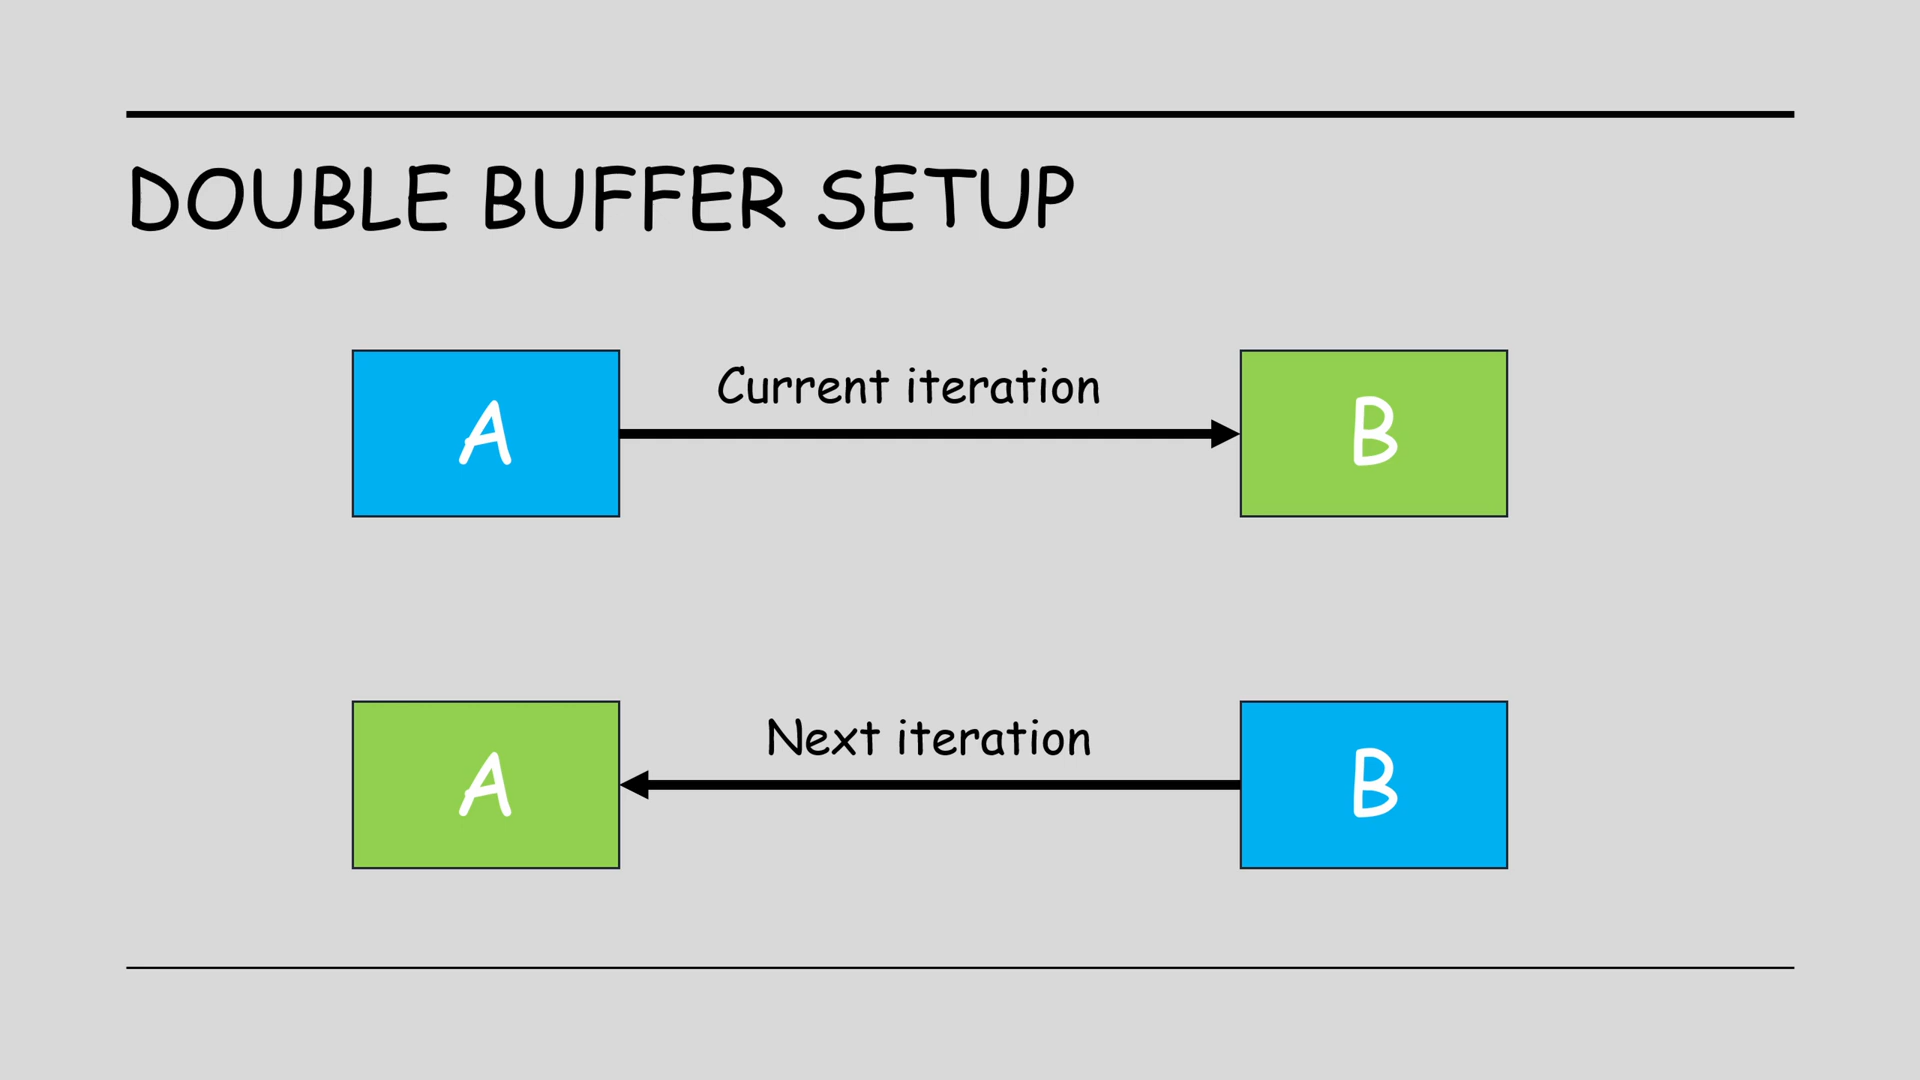 DOUBLE BUFFER SETUP
A
Current iteration
B
A
Next iteration
B